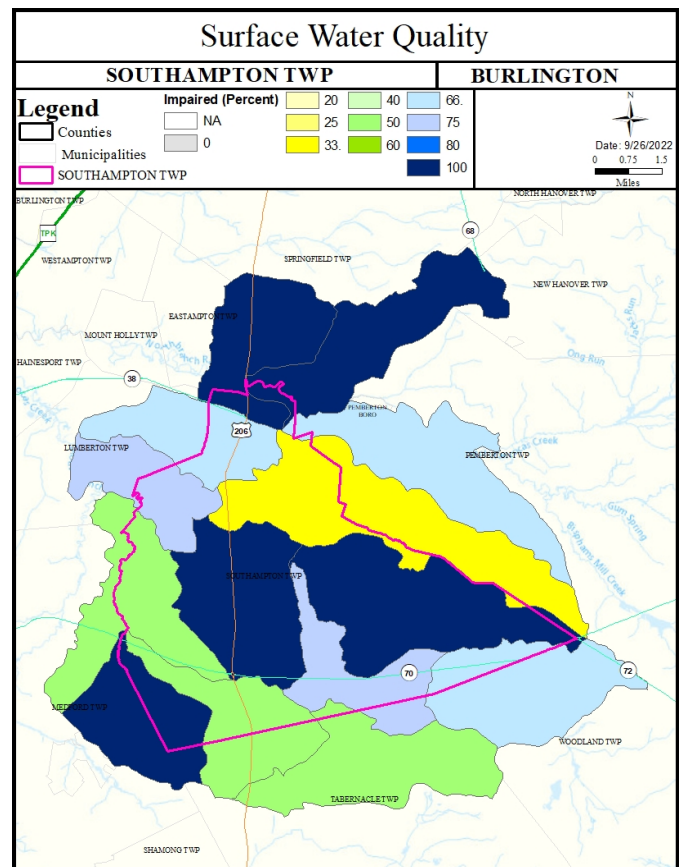 Surface Water Quality
SOUTHAMPTON TWP
BURLINGTON
Legend
Counties
Municipalities
SOUTHAMPTON TWP
Impaired (Percent)
NA
0
20
25
33.
40
50
60
66.
75
80
100
N
Date: 9/26/2022
0 0.75 1.5
Miles
NORTH HANOVER TWP
BURLINGTON TWP
TPK
68
WESTAMPTON TWP
SPRINGFIELD TWP
NEW HANOVER TWP
EASTAMPTON TWP
MOUNT HOLLY TWP
HAINESPORT TWP
Ong Run
38
PEMBERTON
BORO
206
LUMBERTON TWP
PEMBERTON TWP
Creek
Gum Spring
Bisphams Mill Creek
SOUTHAMPTON TWP
70
72
MEDFORD TWP
WOODLAND TWP
TABERNACLE TWP
SHAMONG TWP